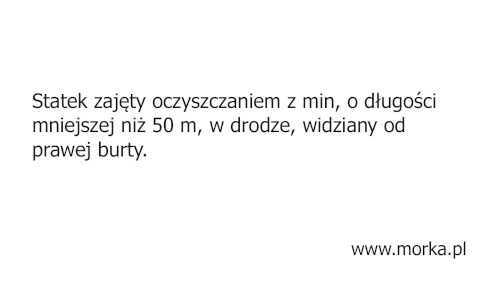 Statek zajęty oczyszczaniem z min, o długości
mniejszej niż 50 m, w drodze, widziany od
prawej burty.
www.morka.pl